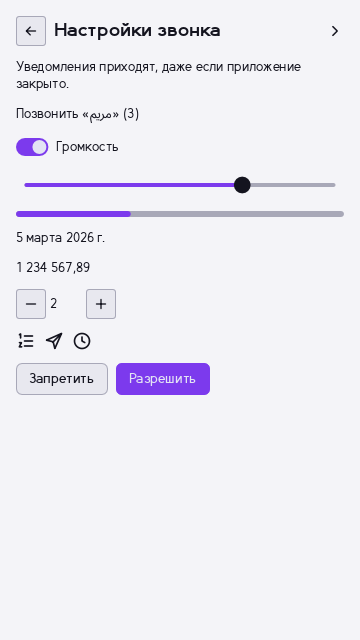 Настройки звонка
Уведомления приходят, даже если приложение
закрыто.
Позвонить «مريم» (3)
Громкость
5 марта 2026 г.
1 234 567,89
2
Запретить
Разрешить